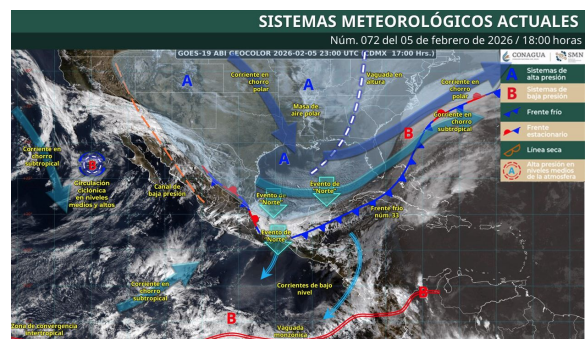 SISTEMAS METEOROLÓGICOS ACTUALES
Núm. 072 del 05 de febrero de 2026 / 18:00 horas
GOES-19 ABI GEOCOLOR 2026-02-05 23:00 UTC (CDMX 17:00 Hrs.)
CONAGUA
SMN
A
Sistemas de
alta presión
B
Sistemas de
baja presión
Frente frío
Frente
estacionario
Línea seca
A
Alta presión en
niveles medios
de la atmosfera
A
Corriente en
chorro
polar
A
Vaguada en
altura
Corriente en
chorro
polar
Masa de
aire polar
B
Corriente en
chorro
subtropical
Corriente en
chorro
subtropical
B
Circulación
ciclónica
en niveles
medios y altos
Canal de
baja presión
A
Evento de
"Norte"
Evento de
"Norte"
Frente frío
núm. 33
Evento de
"Norte"
Corriente en
chorro
subtropical
Corrientes de bajo
nivel
B
B
Zona de convergencia
intertropical
Vaguada
monzónica